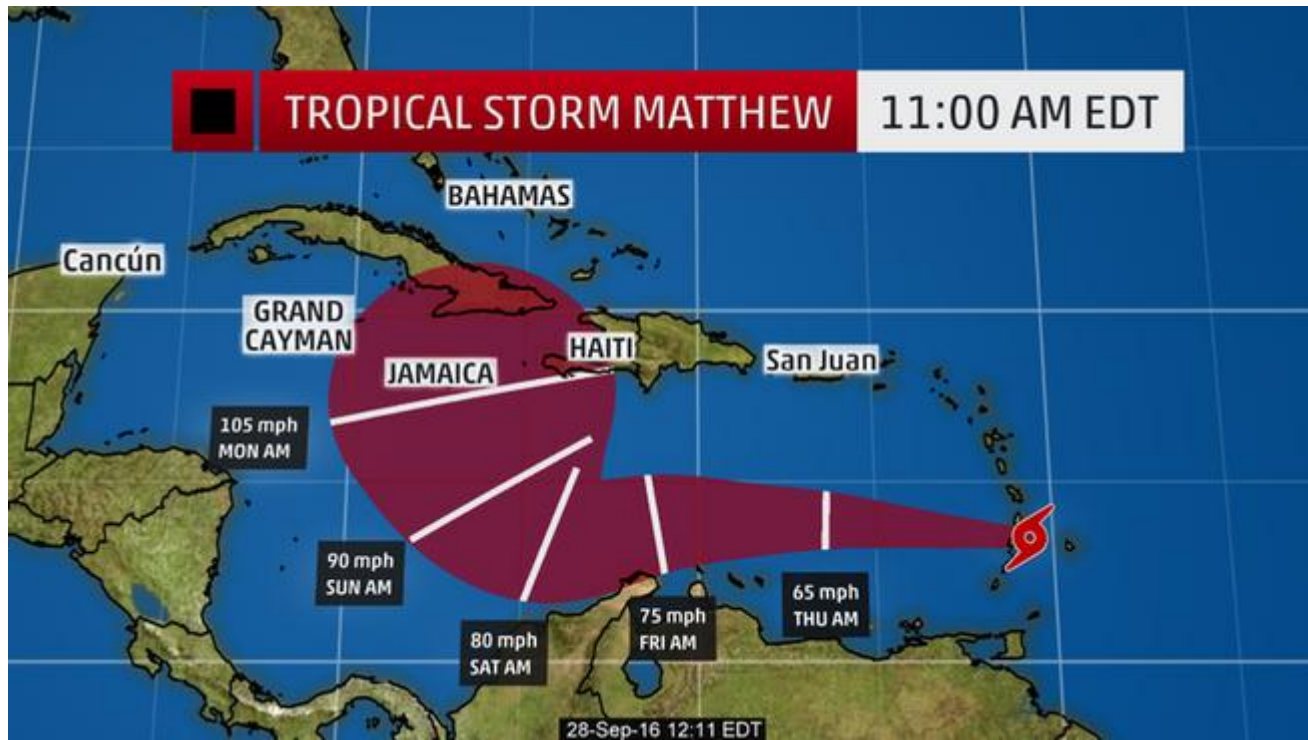 TROPICAL STORM MATTHEW 11:00 AM EDT
BAHAMAS
Cancún
GRAND
CAYMAN
HAITI
San Juan
JAMAICA
105 mph
MON AM
90 mph
SUN AM
65 mph
THU AM
75 mph
FRI AM
80 mph
SAT AM
28-Sep-16 12:11 EDT